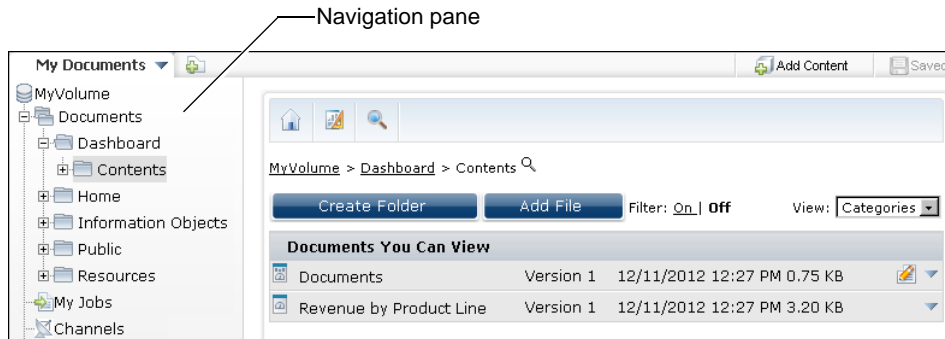 Navigation pane
My Documents
Add Content
Saved
MyVolume
Documents
Dashboard
Contents
Home
Information Objects
Public
Resources
My Jobs
Channels
MyVolume > Dashboard > Contents
Create Folder
Add File
Filter: On | Off
View: Categories
Documents You Can View
Documents Version 1 12/11/2012 12:27 PM 0.75 KB
Revenue by Product Line Version 1 12/11/2012 12:27 PM 3.20 KB